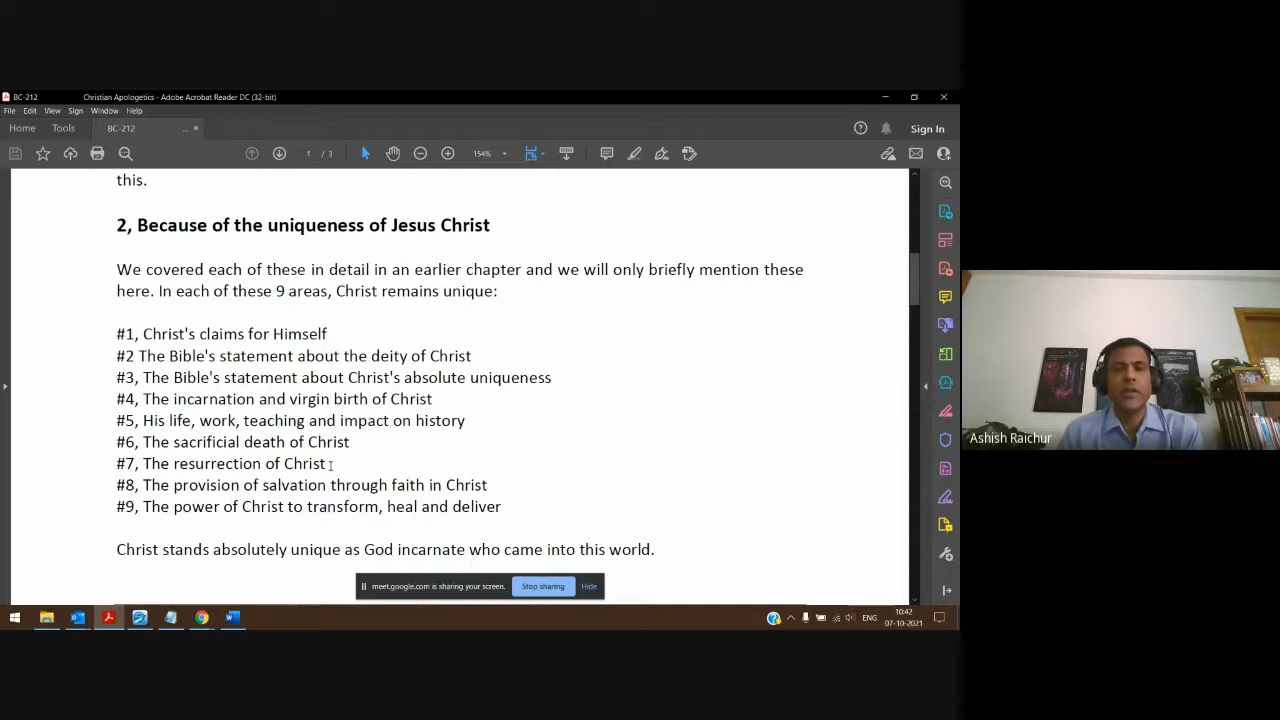 BC-212 Christian Apologetics - Adobe Acrobat Reader DC (32-bit)
File Edit View Sign Window Help
Home Tools BC-212 ... × Sign In
1 / 3 154%
this.
2, Because of the uniqueness of Jesus Christ
We covered each of these in detail in an earlier chapter and we will only briefly mention these
here. In each of these 9 areas, Christ remains unique:
#1, Christ's claims for Himself
#2 The Bible's statement about the deity of Christ
#3, The Bible's statement about Christ's absolute uniqueness
#4, The incarnation and virgin birth of Christ
#5, His life, work, teaching and impact on history
#6, The sacrificial death of Christ
#7, The resurrection of Christ
#8, The provision of salvation through faith in Christ
#9, The power of Christ to transform, heal and deliver
Christ stands absolutely unique as God incarnate who came into this world.
meet.google.com is sharing your screen. Stop sharing Hide
ENG 10:42
07-10-2021
Ashish Raichur